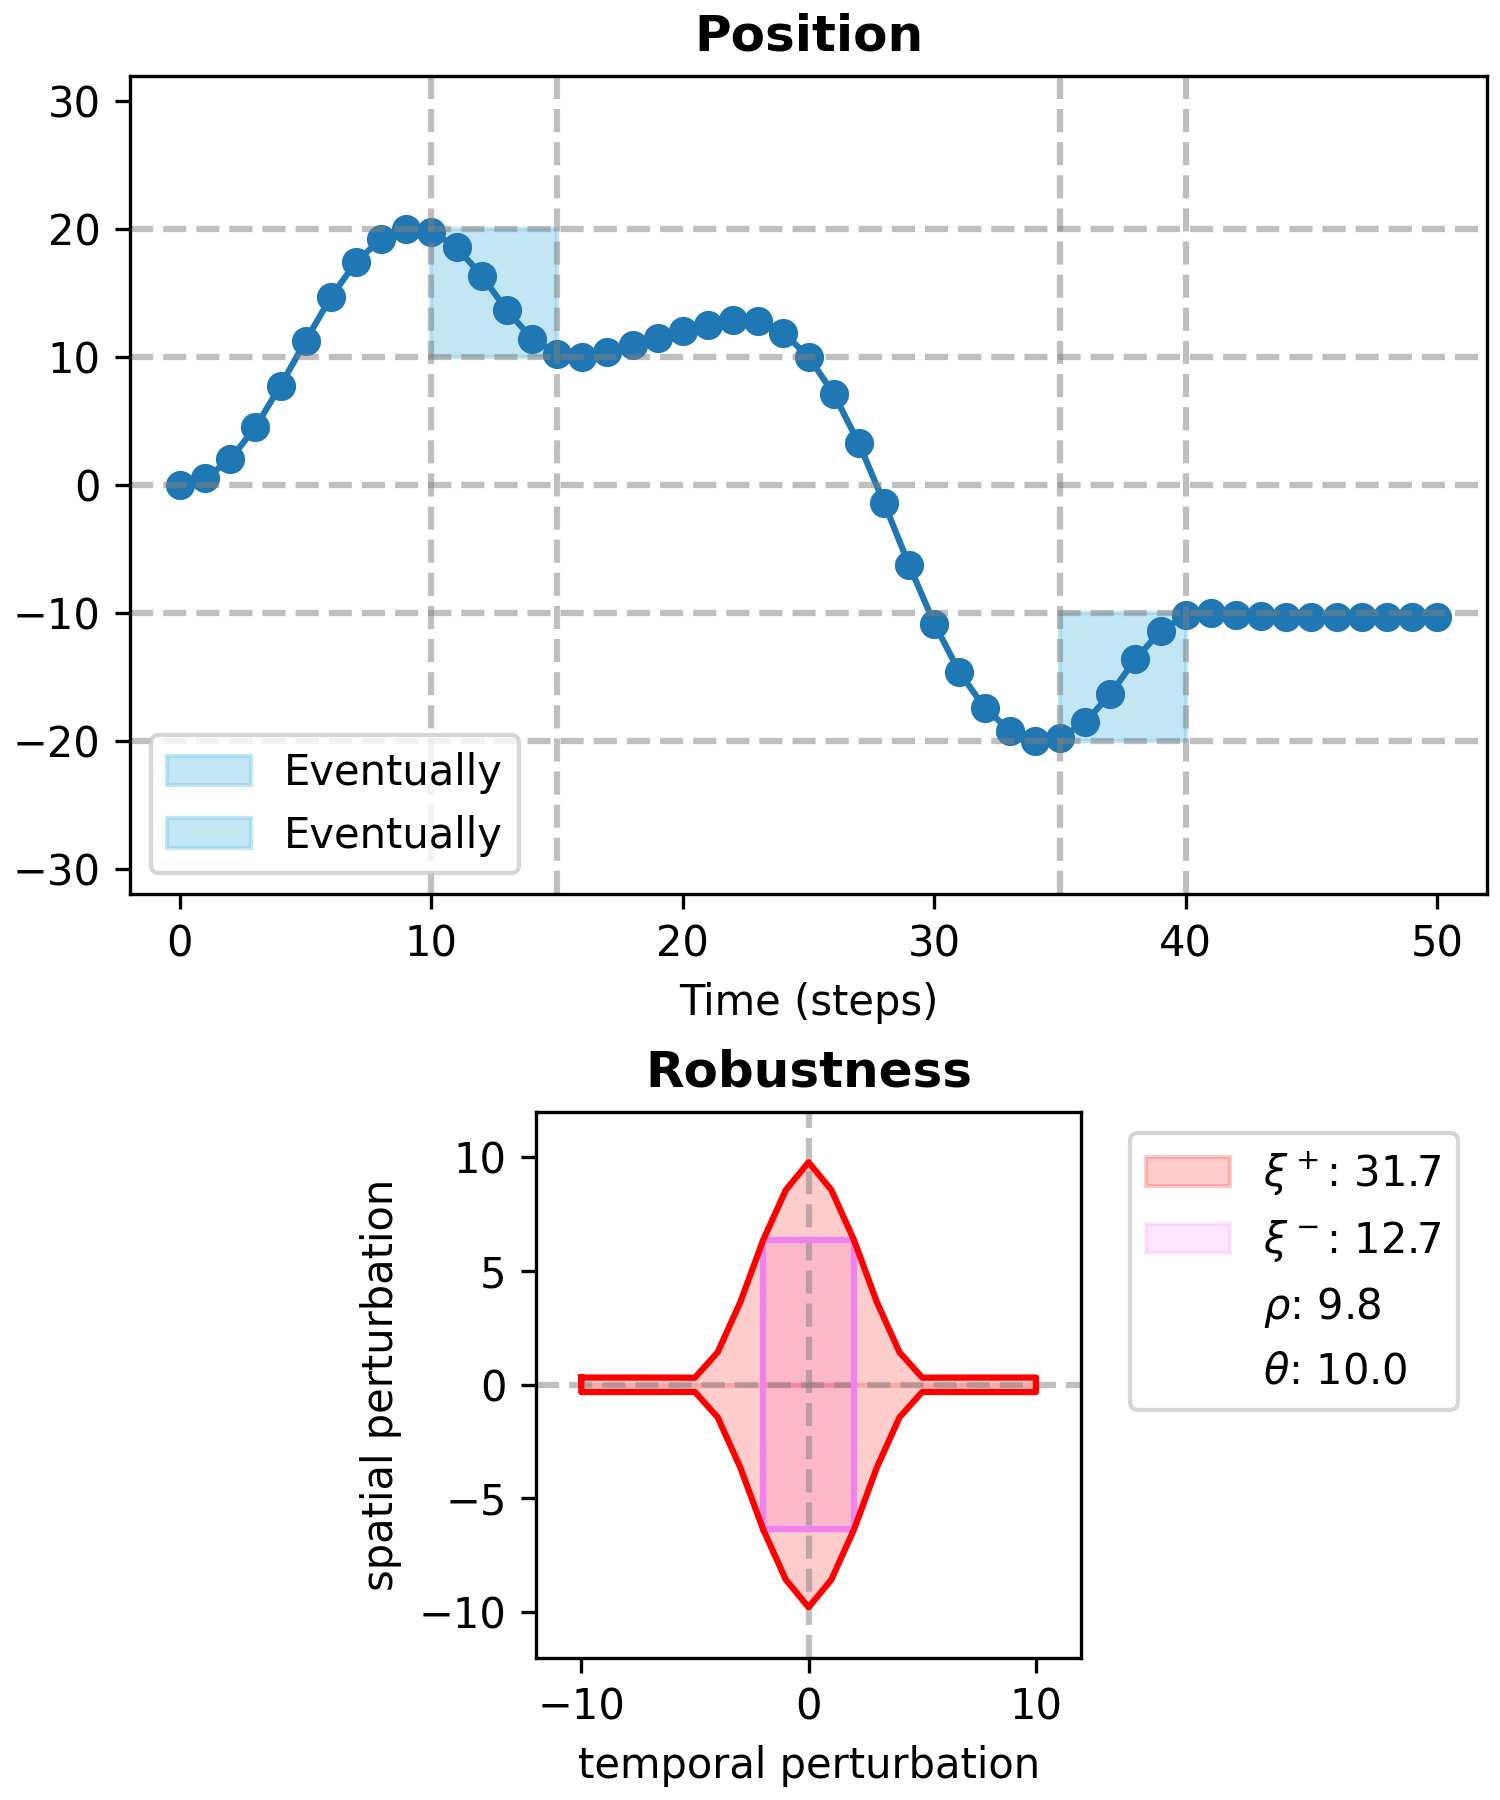 Position
30
20
10
0
−10
−20
−30
Eventually
Eventually
0 10 20 30 40 50
Time (steps)
Robustness
10
5
0
−5
−10
spatial perturbation
ξ⁺: 31.7
ξ⁻: 12.7
ρ: 9.8
θ: 10.0
−10 0 10
temporal perturbation